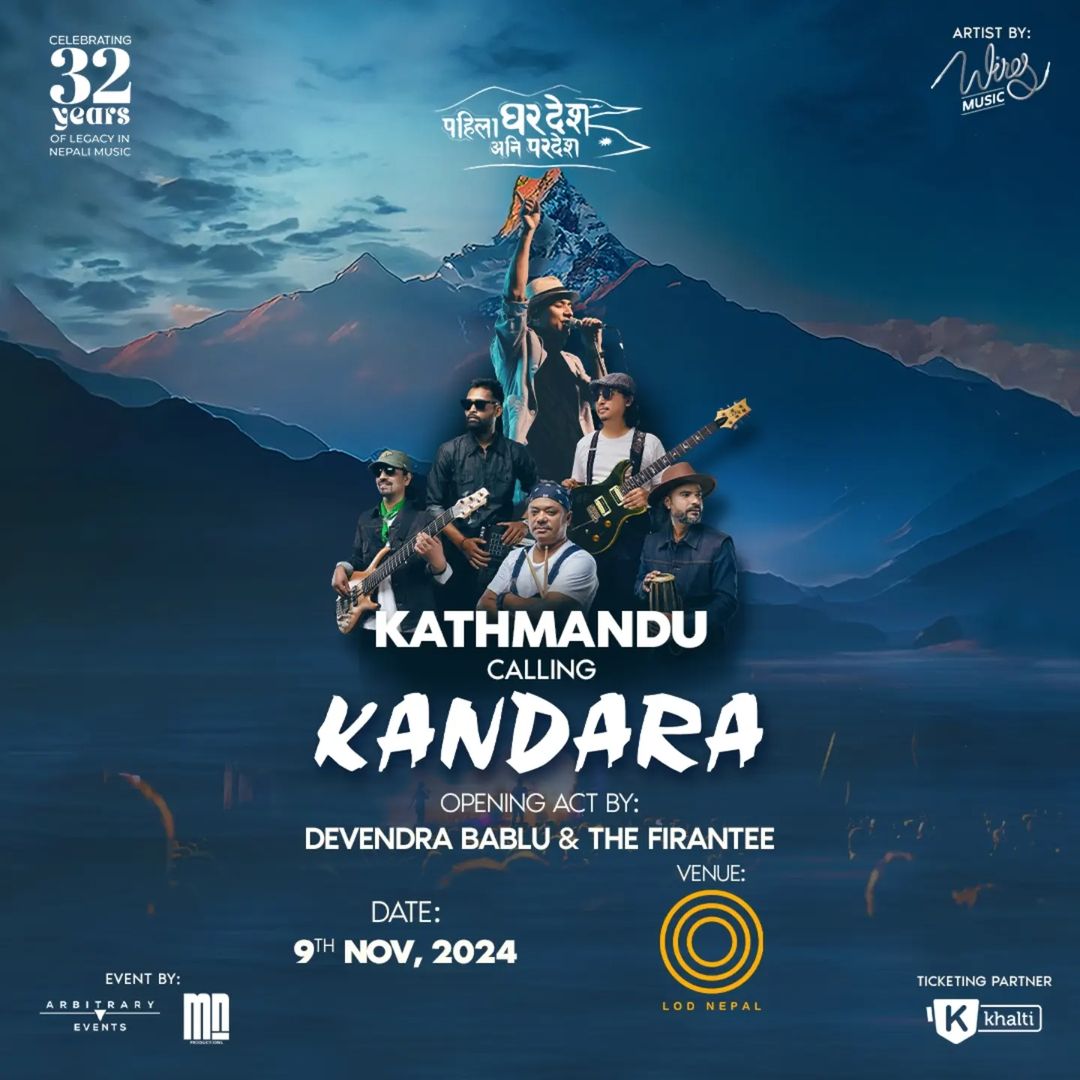 CELEBRATING
32
years
OF LEGACY IN
NEPALI MUSIC
ARTIST BY:
Wires
MUSIC
पहिला घर देश
अनि परदेश
KATHMANDU
CALLING
KANDARA
OPENING ACT BY:
DEVENDRA BABLU & THE FIRANTEE
VENUE:
LOD NEPAL
DATE:
9TH NOV, 2024
EVENT BY:
ARBITRARY
EVENTS
MN
PRODUCTIONS
TICKETING PARTNER
K khalti